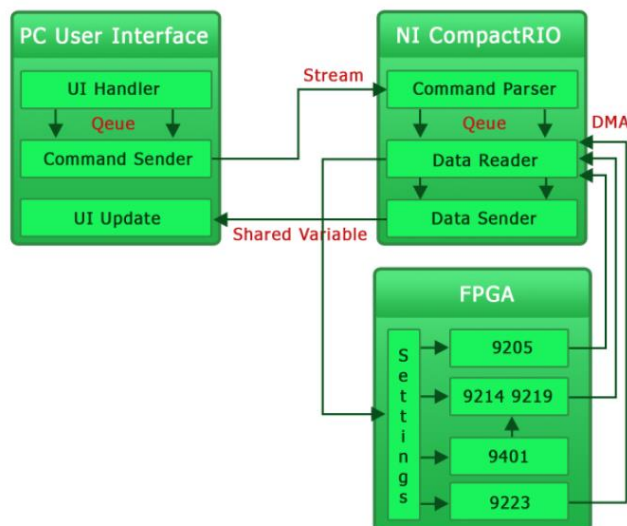 PC User Interface
UI Handler
Qeue
Command Sender
UI Update
Stream
Shared Variable
NI CompactRIO
Command Parser
Qeue
DMA
Data Reader
Data Sender
FPGA
Settings
9205
9214 9219
9401
9223